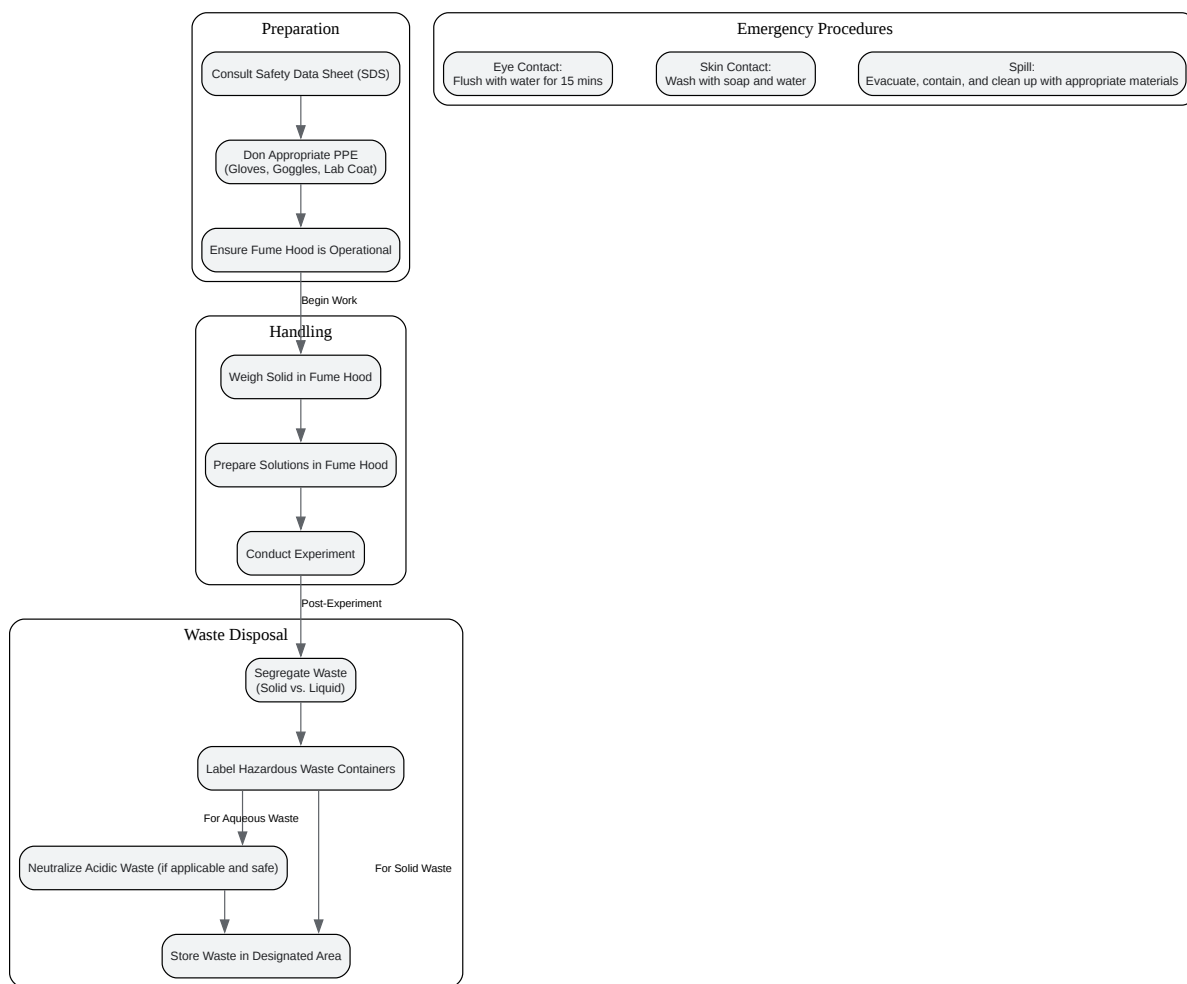 Preparation
Consult Safety Data Sheet (SDS)
Don Appropriate PPE
(Gloves, Goggles, Lab Coat)
Ensure Fume Hood is Operational
Begin Work
Handling
Weigh Solid in Fume Hood
Prepare Solutions in Fume Hood
Conduct Experiment
Post-Experiment
Waste Disposal
Segregate Waste
(Solid vs. Liquid)
Label Hazardous Waste Containers
For Aqueous Waste
Neutralize Acidic Waste (if applicable and safe)
For Solid Waste
Store Waste in Designated Area
Emergency Procedures
Eye Contact:
Flush with water for 15 mins
Skin Contact:
Wash with soap and water
Spill:
Evacuate, contain, and clean up with appropriate materials